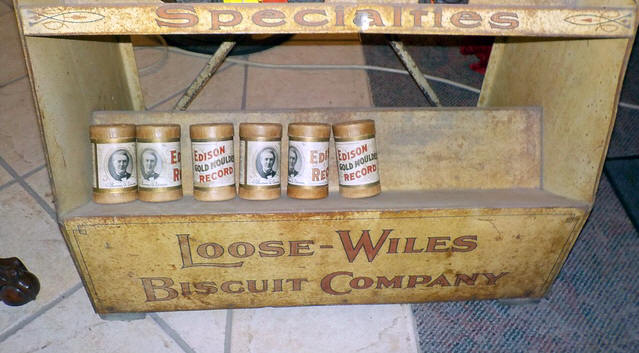 Specialties
EDISON
GOLD MOULDED
RECORD
EDISON
GOLD MOULDED
RECORD
LOOSE-WILES
BISCUIT COMPANY